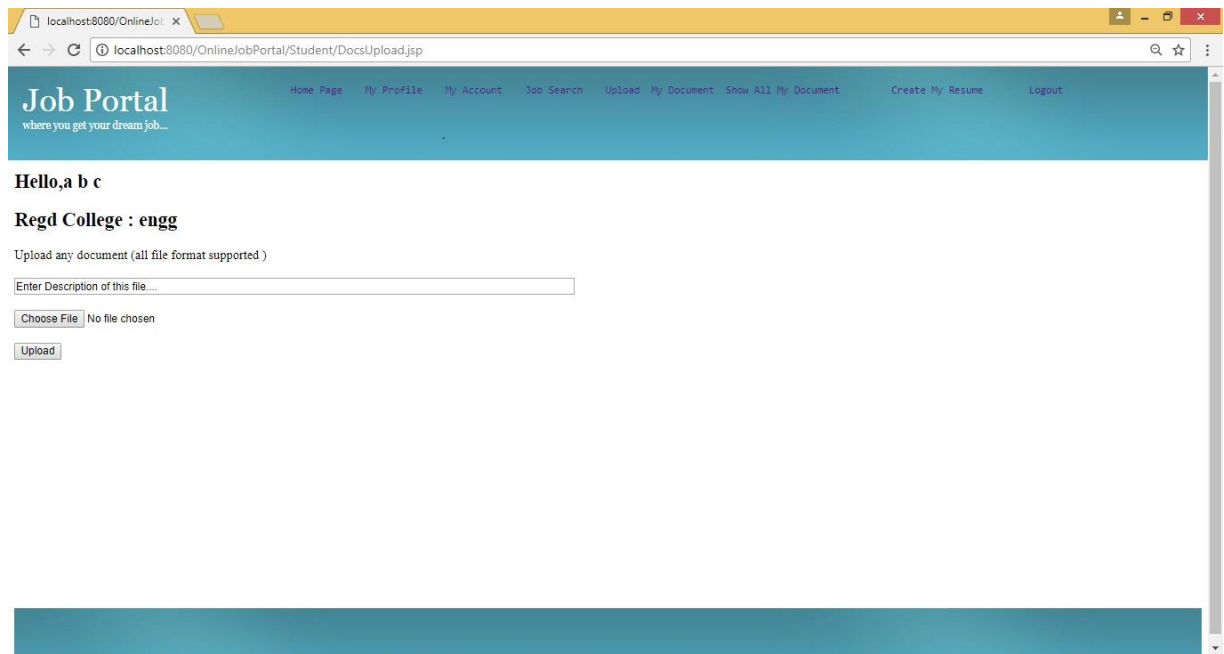 localhost:8080/OnlineJob
localhost:8080/OnlineJobPortal/Student/DocsUpload.jsp
Job Portal
where you get your dream job...
Home Page My Profile My Account Job Search Upload My Document Show All My Document Create My Resume Logout
Hello,a b c
Regd College : engg
Upload any document (all file format supported )
Enter Description of this file....
Choose File No file chosen
Upload